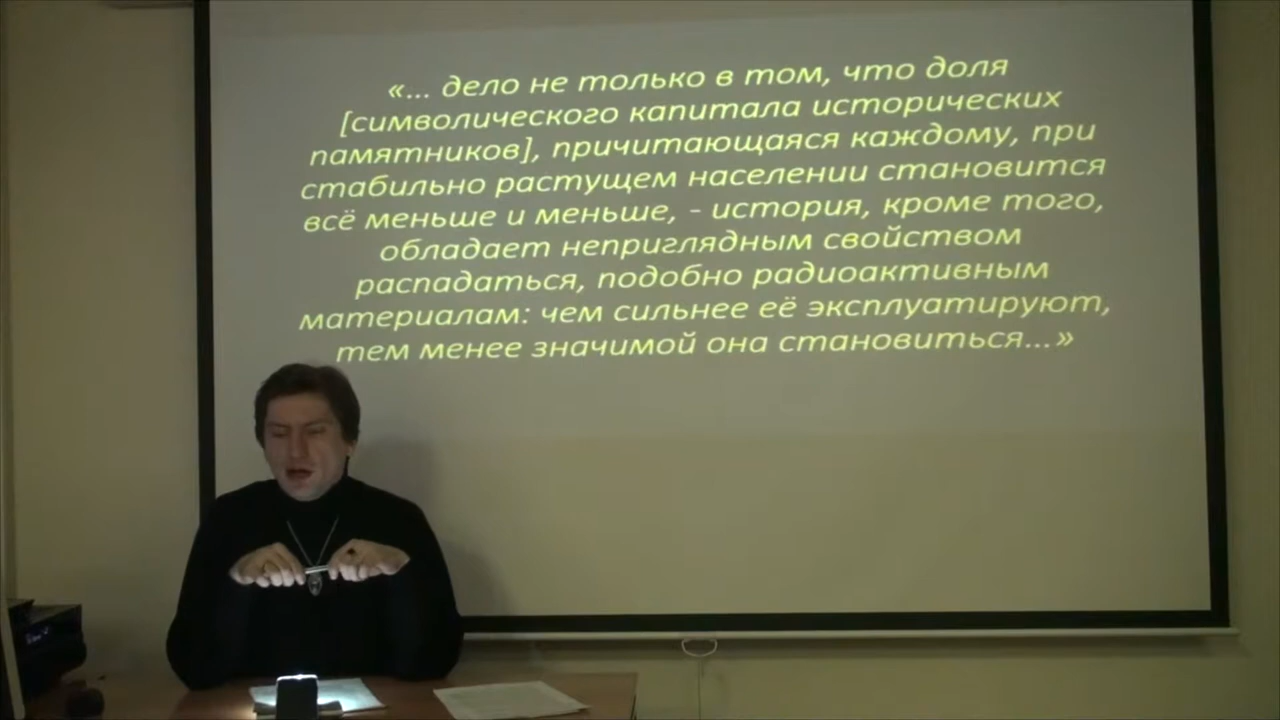 «... дело не только в том, что доля
[символического капитала исторических
памятников], причитающаяся каждому, при
стабильно растущем населении становится
всё меньше и меньше, - история, кроме того,
обладает неприглядным свойством
распадаться, подобно радиоактивным
материалам: чем сильнее её эксплуатируют,
тем менее значимой она становиться...»